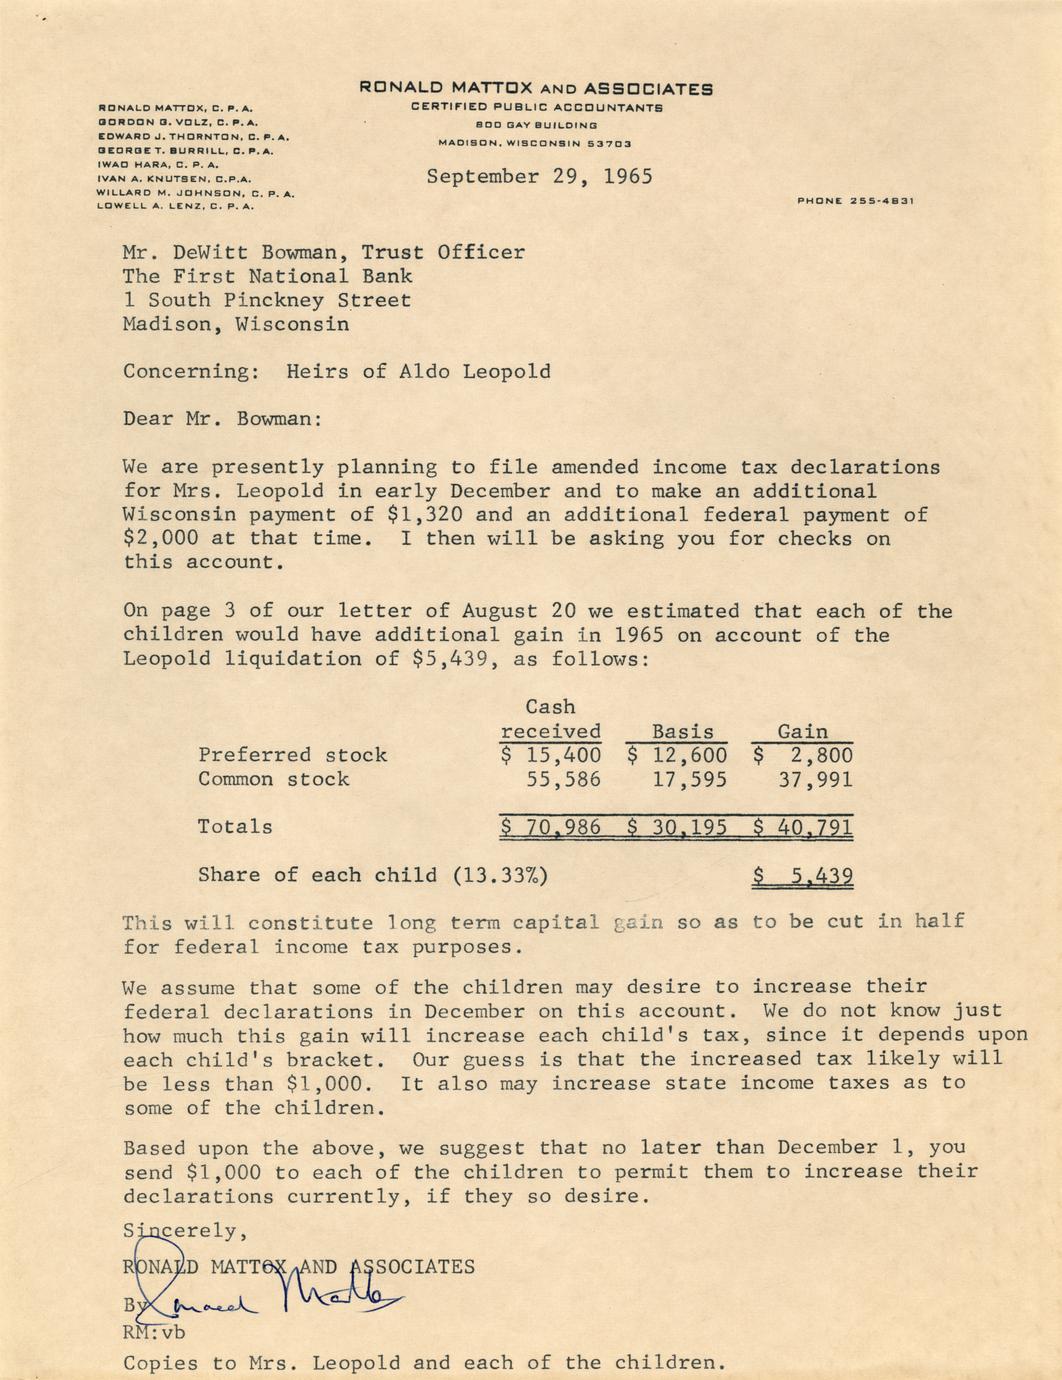 RONALD MATTOX AND ASSOCIATES
CERTIFIED PUBLIC ACCOUNTANTS
800 GAY BUILDING
MADISON, WISCONSIN 53703
RONALD MATTOX, C. P. A.
GORDON G. VOLZ, C. P. A.
EDWARD J. THORNTON, C. P. A.
GEORGE T. BURRILL, C. P. A.
IWAO HARA, C. P. A.
IVAN A. KNUTSEN, C.P.A.
WILLARD M. JOHNSON, C. P. A.
LOWELL A. LENZ, C. P. A.
September 29, 1965
PHONE 255-4831
Mr. DeWitt Bowman, Trust Officer
The First National Bank
1 South Pinckney Street
Madison, Wisconsin
Concerning:  Heirs of Aldo Leopold
Dear Mr. Bowman:
We are presently planning to file amended income tax declarations
for Mrs. Leopold in early December and to make an additional
Wisconsin payment of $1,320 and an additional federal payment of
$2,000 at that time.  I then will be asking you for checks on
this account.
On page 3 of our letter of August 20 we estimated that each of the
children would have additional gain in 1965 on account of the
Leopold liquidation of $5,439, as follows:
Cash
received Basis Gain
Preferred stock $ 15,400 $ 12,600 $ 2,800
Common stock 55,586 17,595 37,991
Totals $ 70,986 $ 30,195 $ 40,791
Share of each child (13.33%) $ 5,439
This will constitute long term capital gain so as to be cut in half
for federal income tax purposes.
We assume that some of the children may desire to increase their
federal declarations in December on this account.  We do not know just
how much this gain will increase each child's tax, since it depends upon
each child's bracket.  Our guess is that the increased tax likely will
be less than $1,000.  It also may increase state income taxes as to
some of the children.
Based upon the above, we suggest that no later than December 1, you
send $1,000 to each of the children to permit them to increase their
declarations currently, if they so desire.
Sincerely,
RONALD MATTOX AND ASSOCIATES
By Ronald Mattox
RM:vb
Copies to Mrs. Leopold and each of the children.